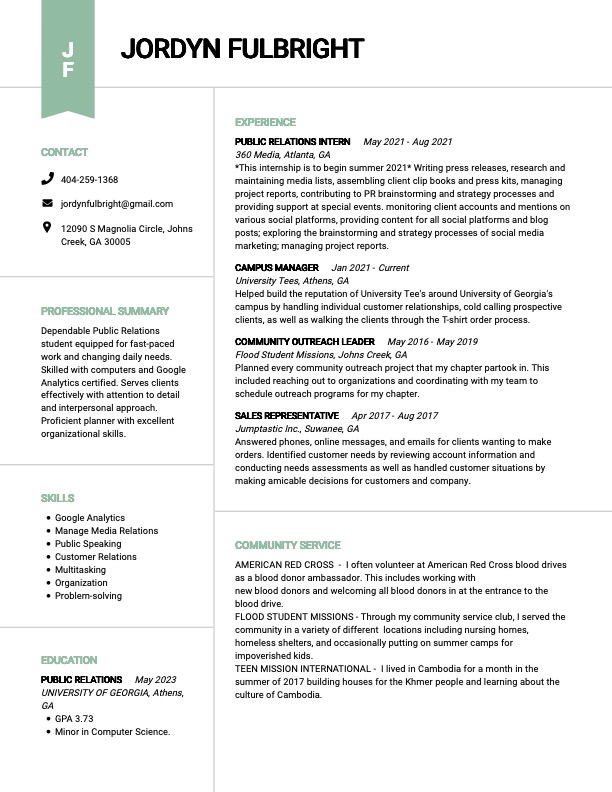 J
F
JORDYN FULBRIGHT
CONTACT
404-259-1368
jordynfulbright@gmail.com
12090 S Magnolia Circle, Johns
Creek, GA 30005
PROFESSIONAL SUMMARY
Dependable Public Relations
student equipped for fast-paced
work and changing daily needs.
Skilled with computers and Google
Analytics certified. Serves clients
effectively with attention to detail
and interpersonal approach.
Proficient planner with excellent
organizational skills.
SKILLS
• Google Analytics
• Manage Media Relations
• Public Speaking
• Customer Relations
• Multitasking
• Organization
• Problem-solving
EDUCATION
PUBLIC RELATIONS May 2023
UNIVERSITY OF GEORGIA, Athens,
GA
• GPA 3.73
• Minor in Computer Science.
EXPERIENCE
PUBLIC RELATIONS INTERN May 2021 - Aug 2021
360 Media, Atlanta, GA
*This internship is to begin summer 2021* Writing press releases, research and
maintaining media lists, assembling client clip books and press kits, managing
project reports, contributing to PR brainstorming and strategy processes and
providing support at special events. monitoring client accounts and mentions on
various social platforms, providing content for all social platforms and blog
posts; exploring the brainstorming and strategy processes of social media
marketing; managing project reports.
CAMPUS MANAGER Jan 2021 - Current
University Tees, Athens, GA
Helped build the reputation of University Tee's around University of Georgia's
campus by handling individual customer relationships, cold calling prospective
clients, as well as walking the clients through the T-shirt order process.
COMMUNITY OUTREACH LEADER May 2016 - May 2019
Flood Student Missions, Johns Creek, GA
Planned every community outreach project that my chapter partook in. This
included reaching out to organizations and coordinating with my team to
schedule outreach programs for my chapter.
SALES REPRESENTATIVE Apr 2017 - Aug 2017
Jumptastic Inc., Suwanee, GA
Answered phones, online messages, and emails for clients wanting to make
orders. Identified customer needs by reviewing account information and
conducting needs assessments as well as handled customer situations by
making amicable decisions for customers and company.
COMMUNITY SERVICE
AMERICAN RED CROSS - I often volunteer at American Red Cross blood drives
as a blood donor ambassador. This includes working with
new blood donors and welcoming all blood donors in at the entrance to the
blood drive.
FLOOD STUDENT MISSIONS - Through my community service club, I served the
community in a variety of different locations including nursing homes,
homeless shelters, and occasionally putting on summer camps for
impoverished kids.
TEEN MISSION INTERNATIONAL - I lived in Cambodia for a month in the
summer of 2017 building houses for the Khmer people and learning about the
culture of Cambodia.